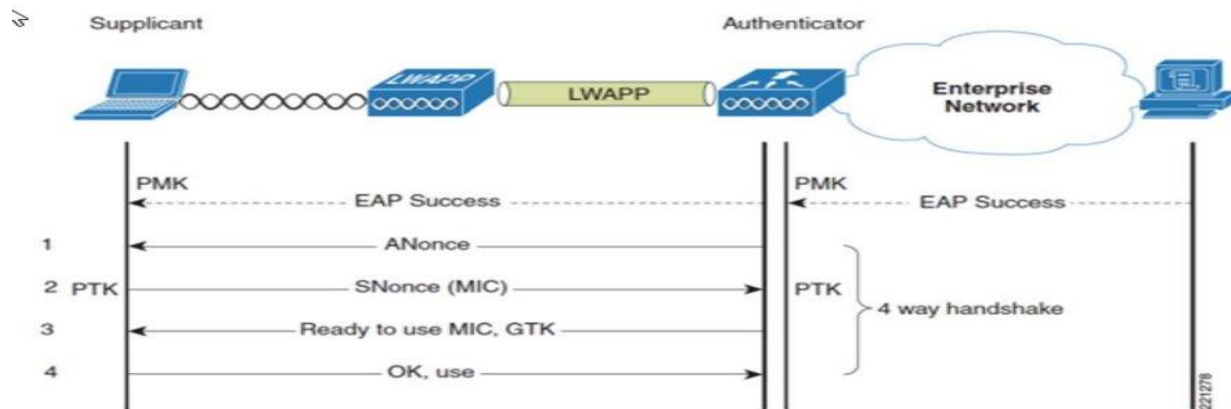 Supplicant
Authenticator
LWAPP
LWAPP
Enterprise
Network
PMK
EAP Success
PMK
EAP Success
1
ANonce
2 PTK
SNonce (MIC)
PTK
4 way handshake
3
Ready to use MIC, GTK
4
OK, use
221278